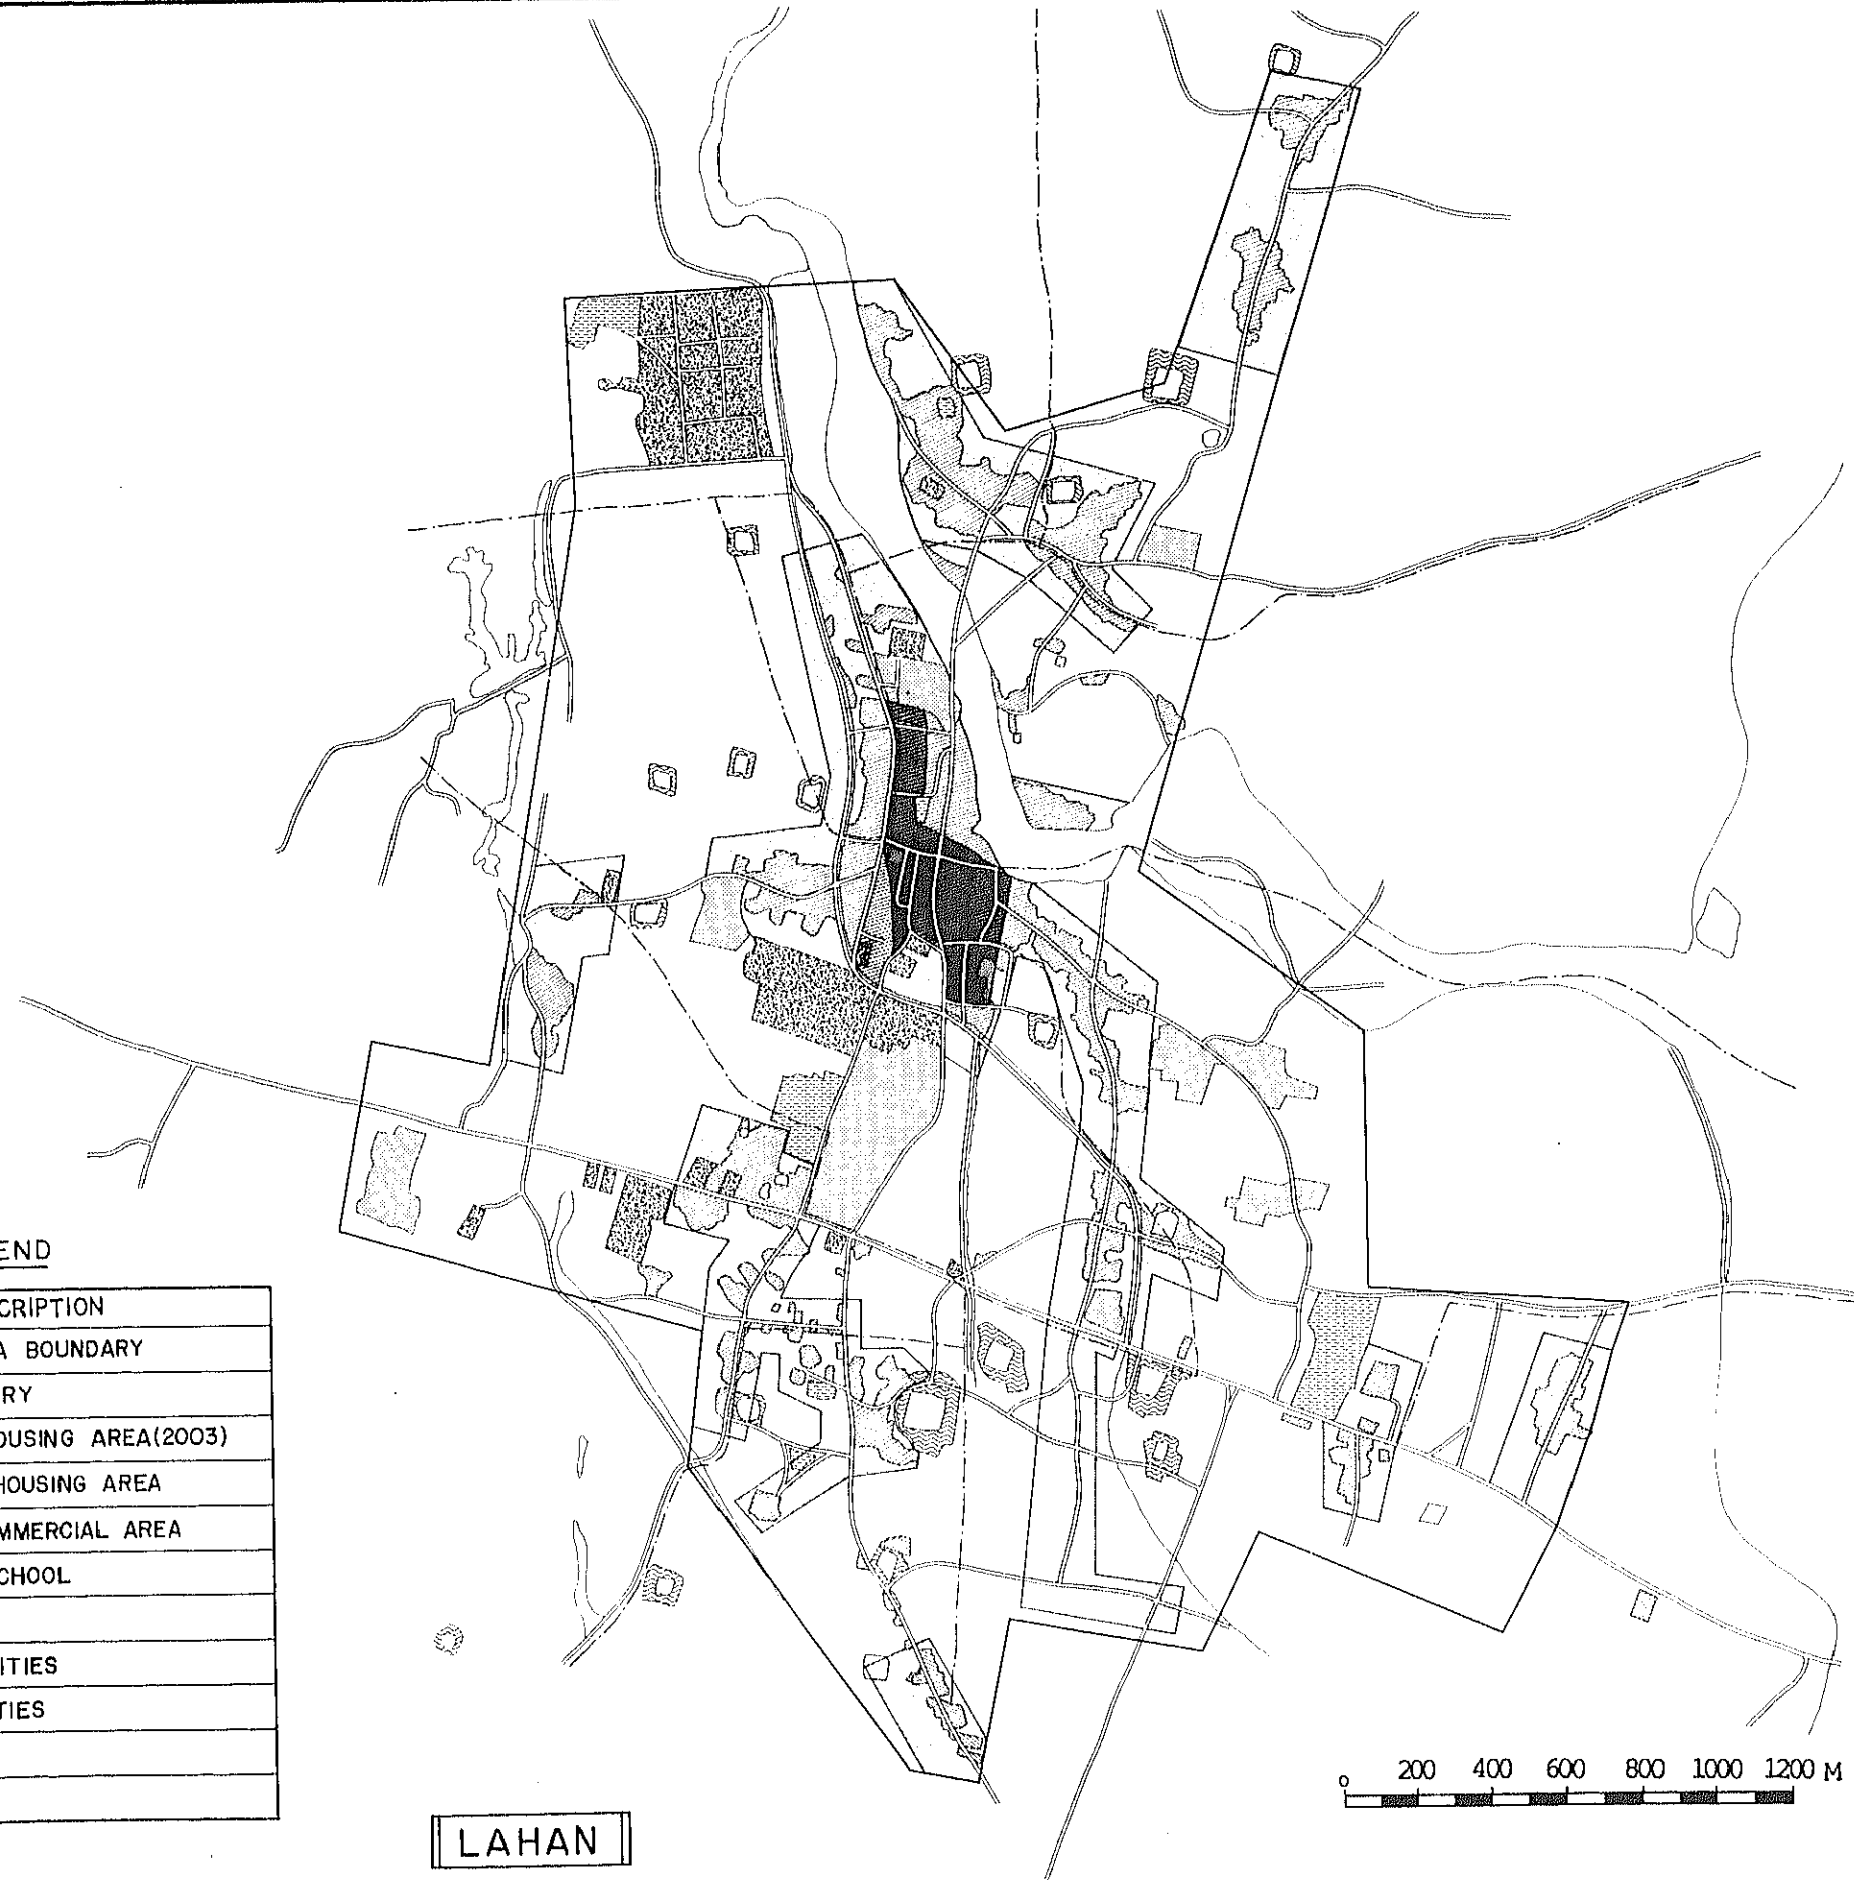 END
CRIPTION
A BOUNDARY
RY
OUSING AREA(2003)
HOUSING AREA
MMERCIAL AREA
CHOOL
ITIES
TIES
0 200 400 600 800 1000 1200 M
LAHAN